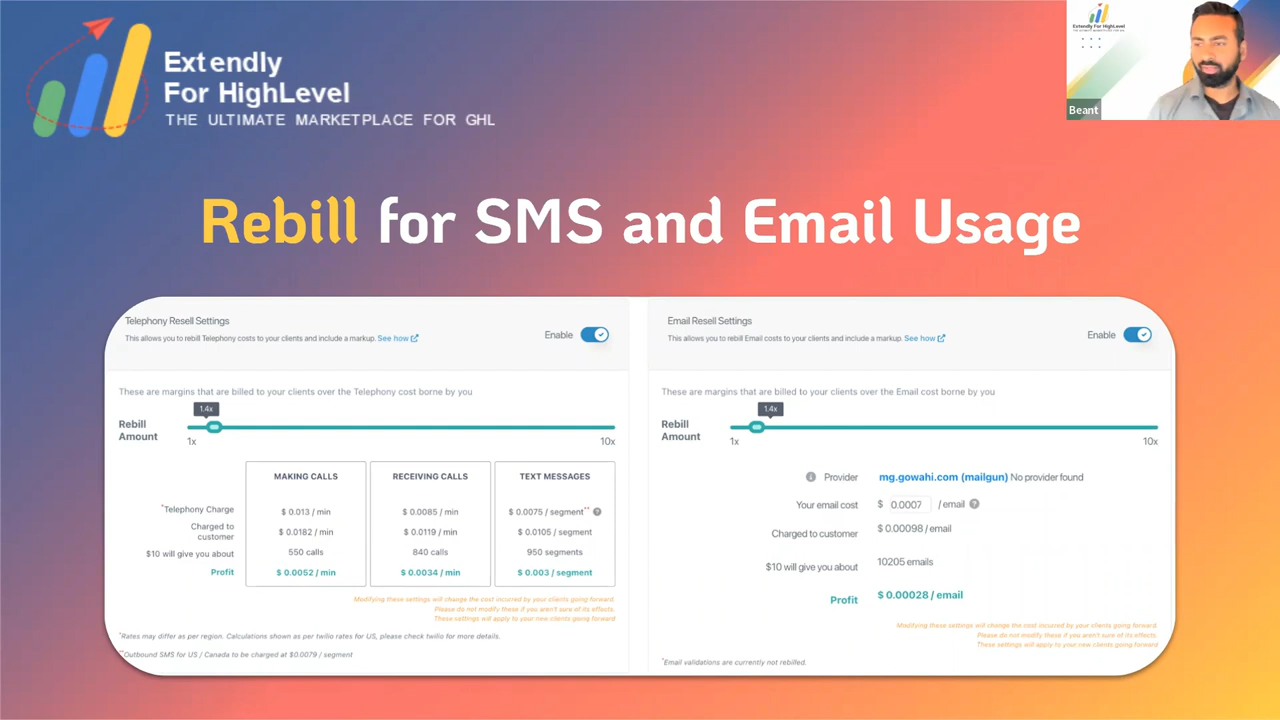 Extendly
For HighLevel
THE ULTIMATE MARKETPLACE FOR GHL
Extendly For HighLevel
THE ULTIMATE MARKETPLACE FOR GHL
Beant
Rebill for SMS and Email Usage
Telephony Resell Settings
This allows you to rebill Telephony costs to your clients and include a markup. See how
Enable
These are margins that are billed to your clients over the Telephony cost borne by you
1.4x
Rebill
Amount
1x
10x
MAKING CALLS RECEIVING CALLS TEXT MESSAGES
*Telephony Charge $ 0.013 / min $ 0.0085 / min $ 0.0075 / segment** ?
Charged to
customer $ 0.0182 / min $ 0.0119 / min $ 0.0105 / segment
$10 will give you about 550 calls 840 calls 950 segments
Profit $ 0.0052 / min $ 0.0034 / min $ 0.003 / segment
Modifying these settings will change the cost incurred by your clients going forward.
Please do not modify these if you aren't sure of its effects.
These settings will apply to your new clients going forward
*Rates may differ as per region. Calculations shown as per twilio rates for US, please check twilio for more details.
**Outbound SMS for US / Canada to be charged at $0.0079 / segment
Email Resell Settings
This allows you to rebill Email costs to your clients and include a markup. See how
Enable
These are margins that are billed to your clients over the Email cost borne by you
1.4x
Rebill
Amount
1x
10x
Provider mg.gowahi.com (mailgun) No provider found
Your email cost $ 0.0007 / email ?
Charged to customer $ 0.00098 / email
$10 will give you about 10205 emails
Profit $ 0.00028 / email
Modifying these settings will change the cost incurred by your clients going forward.
Please do not modify these if you aren't sure of its effects.
These settings will apply to your new clients going forward
*Email validations are currently not rebilled.